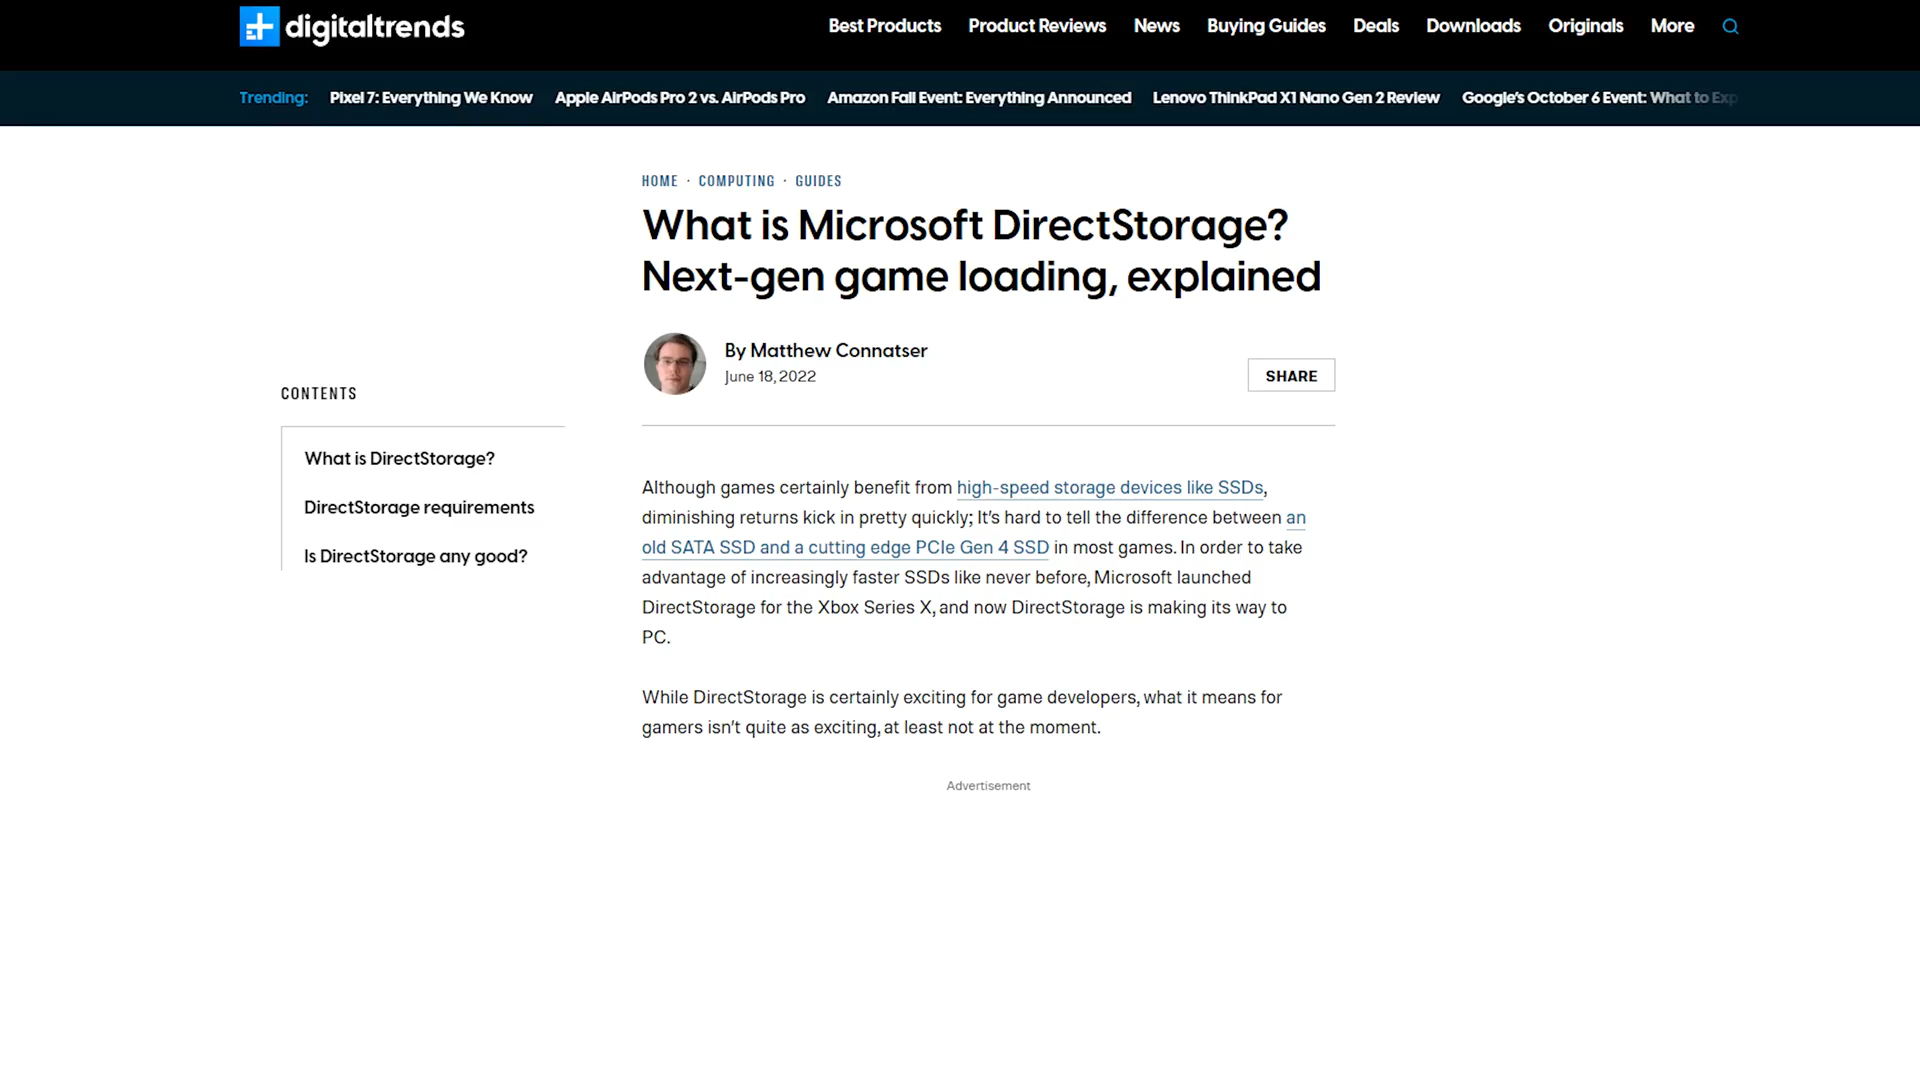 digitaltrends
Best Products Product Reviews News Buying Guides Deals Downloads Originals More
Trending: Pixel 7: Everything We Know Apple AirPods Pro 2 vs. AirPods Pro Amazon Fall Event: Everything Announced Lenovo ThinkPad X1 Nano Gen 2 Review Google's October 6 Event: What to Exp
HOME · COMPUTING · GUIDES
What is Microsoft DirectStorage?
Next-gen game loading, explained
By Matthew Connatser
June 18, 2022
SHARE
CONTENTS
What is DirectStorage?
DirectStorage requirements
Is DirectStorage any good?
Although games certainly benefit from high-speed storage devices like SSDs,
diminishing returns kick in pretty quickly; It's hard to tell the difference between an
old SATA SSD and a cutting edge PCIe Gen 4 SSD in most games. In order to take
advantage of increasingly faster SSDs like never before, Microsoft launched
DirectStorage for the Xbox Series X, and now DirectStorage is making its way to
PC.
While DirectStorage is certainly exciting for game developers, what it means for
gamers isn't quite as exciting, at least not at the moment.
Advertisement